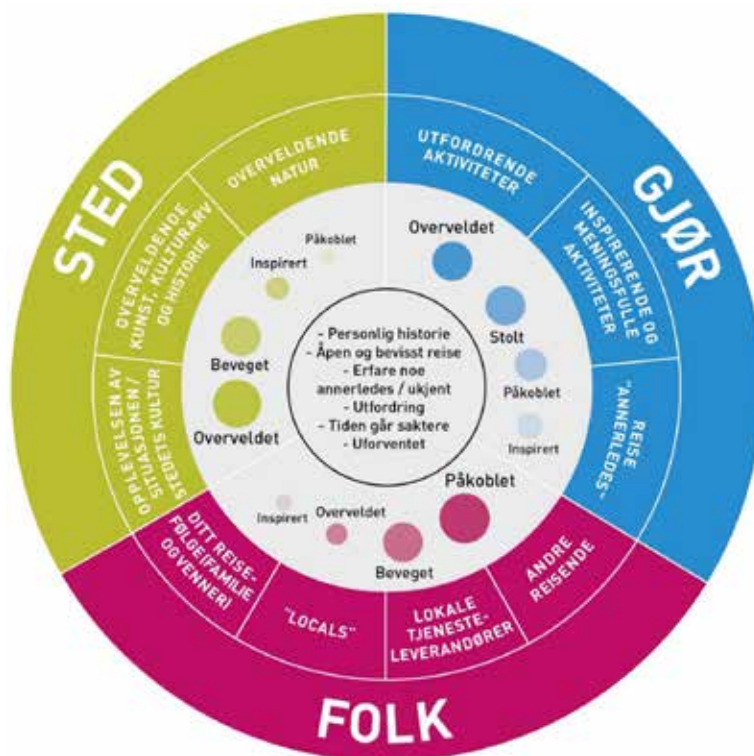 STED
OVERVELDENDE
NATUR
OVERVELDENDE
KUNST, KULTURARV
OG HISTORIE
OPPLEVELSEN AV
SITUASJONEN /
STEDETS KULTUR
Påkoblet
Inspirert
Beveget
Overveldet
GJØR
UTFORDRENDE
AKTIVITETER
INSPIRERENDE OG
MENINGSFULLE
AKTIVITETER
REISE
"ANNERLEDES"
Overveldet
Stolt
Påkoblet
Inspirert
- Personlig historie
- Åpen og bevisst reise
- Erfare noe
annerledes / ukjent
- Utfordring
- Tiden går saktere
- Uforventet
Påkoblet
Beveget
Overveldet
Inspirert
DITT REISE-
FØLGE (FAMILIE
OG VENNER)
"LOCALS"
LOKALE
TJENESTE-
LEVERANDØRER
ANDRE
REISENDE
FOLK